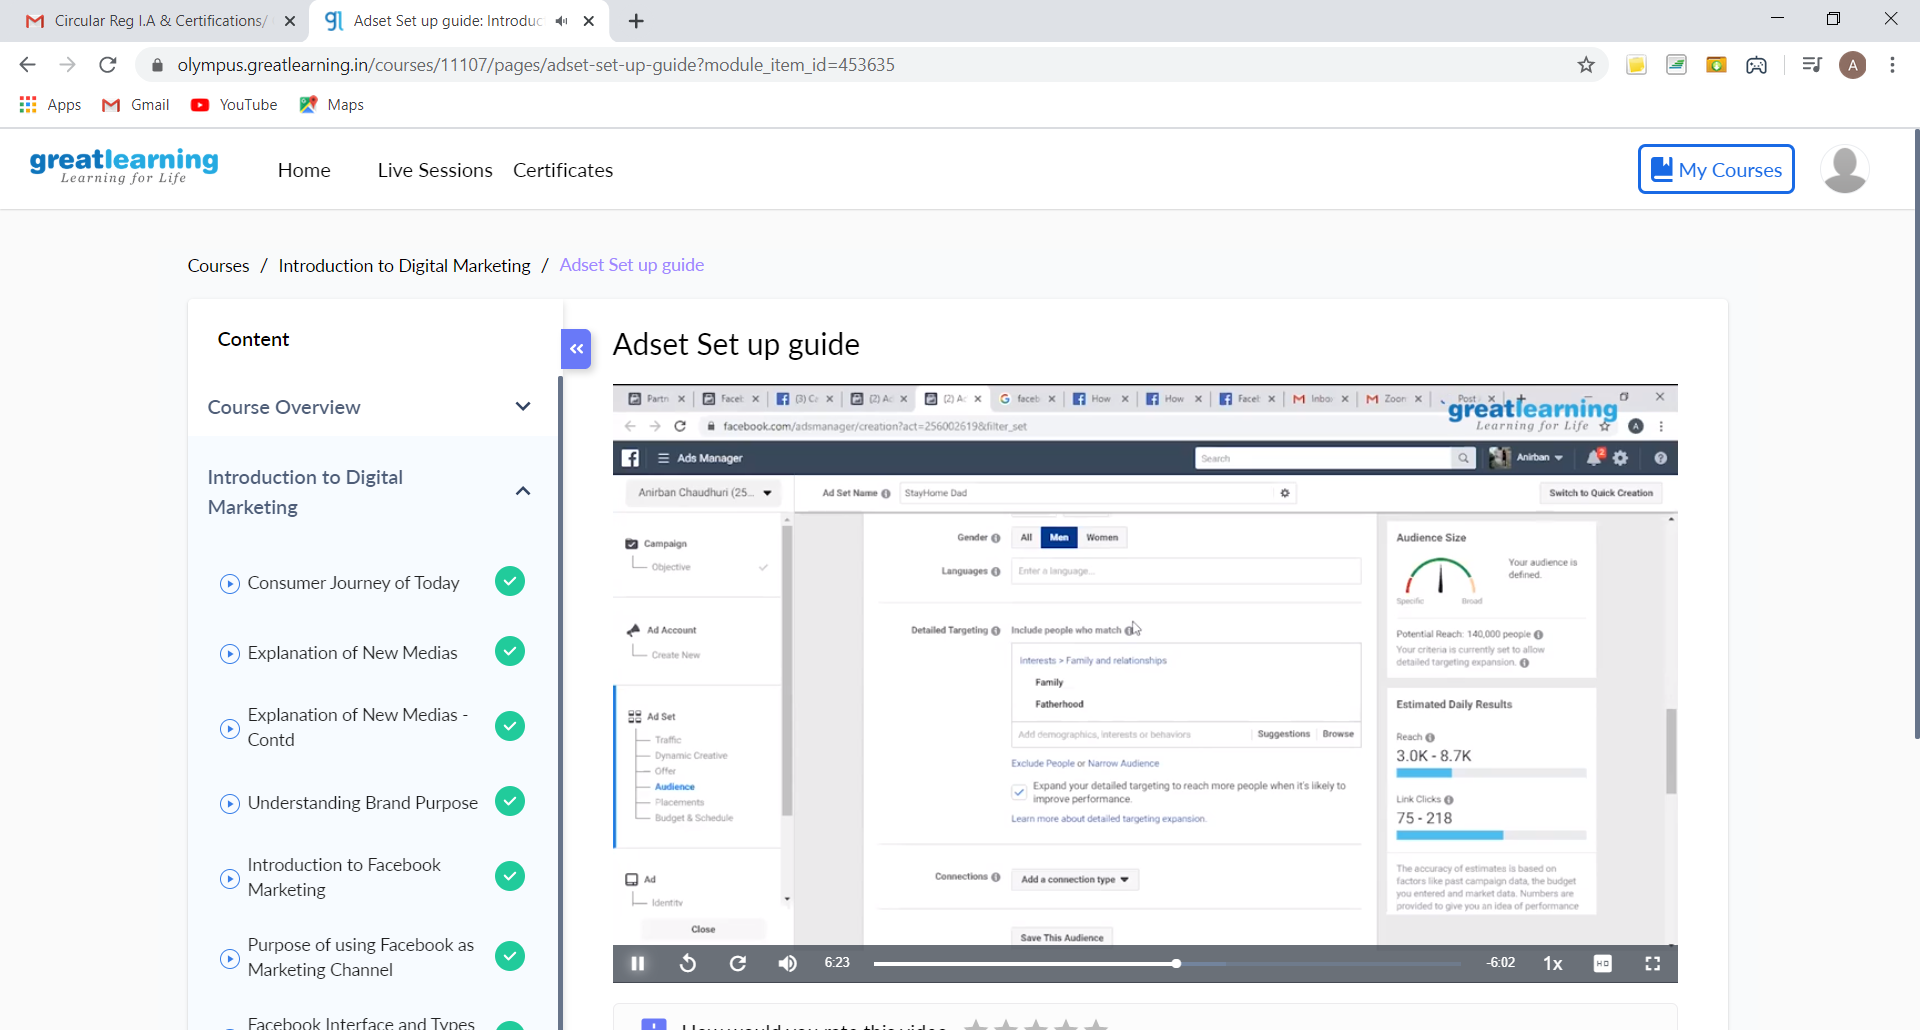 Circular Reg I.A & Certifications/
Adset Set up guide: Introduc
olympus.greatlearning.in/courses/11107/pages/adset-set-up-guide?module_item_id=453635
A
Apps
Gmail
YouTube
Maps
greatlearning
Learning for Life
Home
Live Sessions
Certificates
My Courses
Courses / Introduction to Digital Marketing / Adset Set up guide
Content
Course Overview
Introduction to Digital
Marketing
Consumer Journey of Today
Explanation of New Medias
Explanation of New Medias -
Contd
Understanding Brand Purpose
Introduction to Facebook
Marketing
Purpose of using Facebook as
Marketing Channel
Facebook Interface and Types
Adset Set up guide
Partn
Faceb
(3) Ca
(2) Ad
(2) Ad
faceb
How
How
Facel
Inbox
Zoom
Post
greatlearning
Learning for Life
facebook.com/adsmanager/creation?act=256002619&filter_set
A
Ads Manager
Search
Anirban
2
Anirban Chaudhuri (25...
Ad Set Name
StayHome Dad
Switch to Quick Creation
Campaign
Objective
Ad Account
Create New
Ad Set
Traffic
Dynamic Creative
Offer
Audience
Placements
Budget & Schedule
Ad
Identity
Close
Gender
All
Men
Women
Languages
Enter a language...
Detailed Targeting
Include people who match
Interests > Family and relationships
Family
Fatherhood
Add demographics, interests or behaviors
Suggestions
Browse
Exclude People or Narrow Audience
Expand your detailed targeting to reach more people when it's likely to
improve performance.
Learn more about detailed targeting expansion.
Connections
Add a connection type
Save This Audience
Audience Size
Your audience is
defined.
Specific
Broad
Potential Reach: 140,000 people
Your criteria is currently set to allow
detailed targeting expansion.
Estimated Daily Results
Reach
3.0K - 8.7K
Link Clicks
75 - 218
The accuracy of estimates is based on
factors like past campaign data, the budget
you entered and market data. Numbers are
provided to give you an idea of performance
6:23
-6:02
1x
HD
How would you rate this video